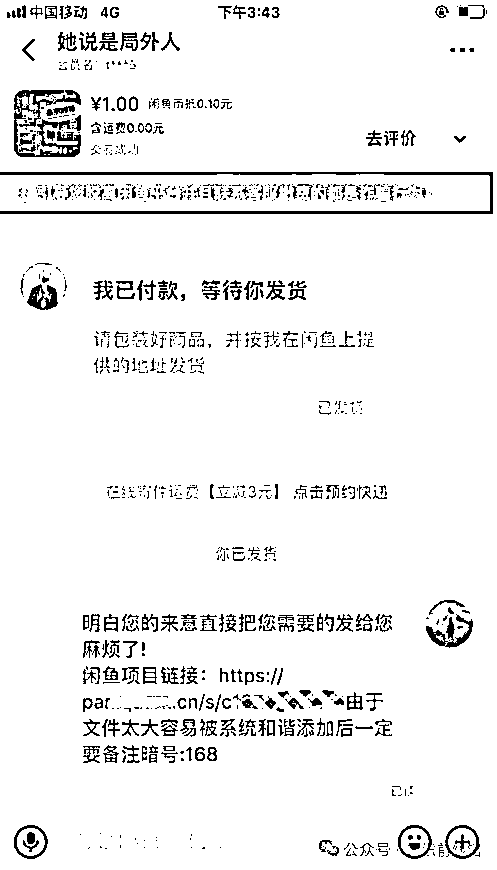 中国移动 4G 下午3:43
她说是局外人
会员名: t***5
¥1.00 闲鱼币抵0.10元
含运费0.00元
交易成功
去评价
我已付款，等待你发货
请包装好商品，并按我在闲鱼上提
供的地址发货
已发货
在线寄件运费【立减3元】 点击预约快递
你已发货
明白您的来意直接把您需要的发给您
麻烦了!
闲鱼项目链接：https://
pan.cn/s/c1由于
文件太大容易被系统和谐添加后一定
要备注暗号:168
公众号